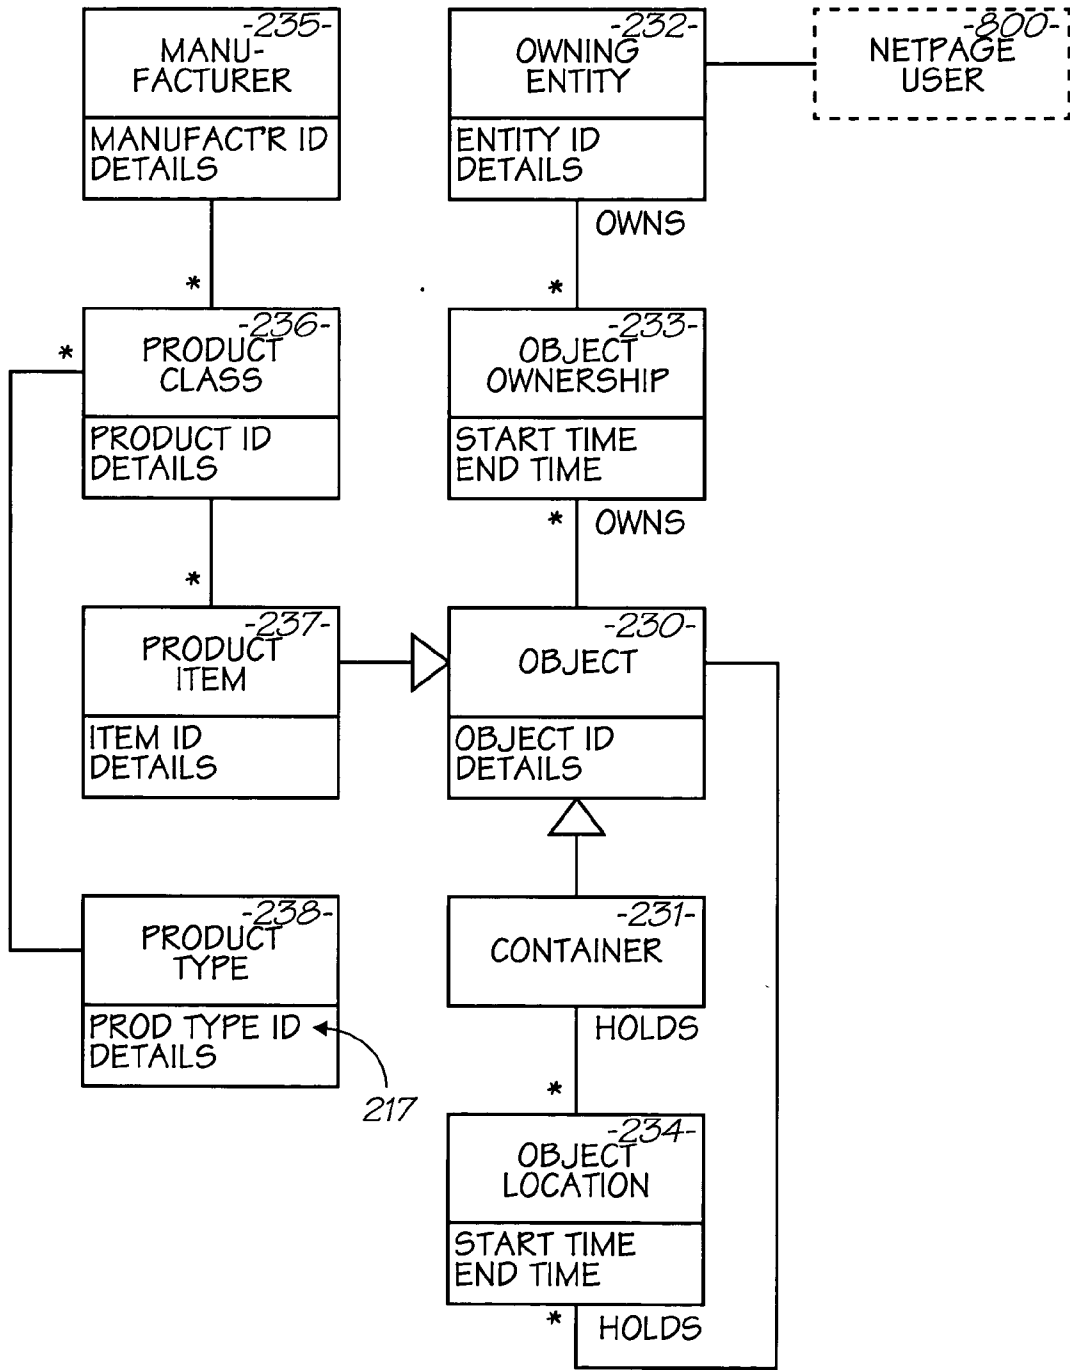 -235-
MANU-
FACTURER
MANUFACT'R ID
DETAILS
-232-
OWNING
ENTITY
ENTITY ID
DETAILS
-800-
NETPAGE
USER
OWNS
*
*
-236-
PRODUCT
CLASS
PRODUCT ID
DETAILS
*
-233-
OBJECT
OWNERSHIP
START TIME
END TIME
* OWNS
*
-237-
PRODUCT
ITEM
ITEM ID
DETAILS
-230-
OBJECT
OBJECT ID
DETAILS
-238-
PRODUCT
TYPE
PROD TYPE ID
DETAILS
217
-231-
CONTAINER
HOLDS
*
-234-
OBJECT
LOCATION
START TIME
END TIME
* HOLDS